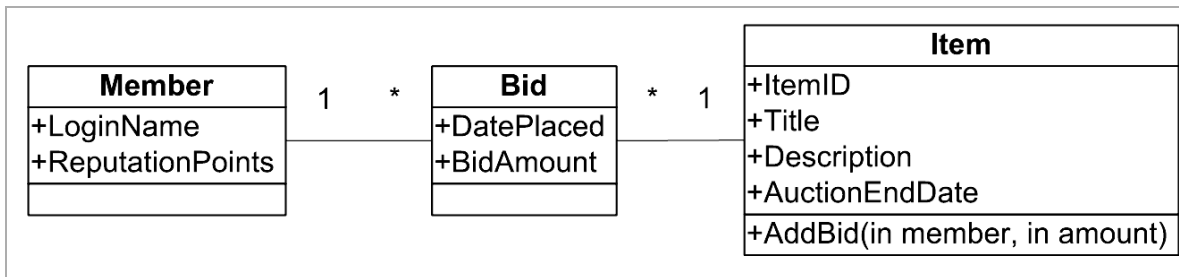 Member
+LoginName
+ReputationPoints
1 *
Bid
+DatePlaced
+BidAmount
* 1
Item
+ItemID
+Title
+Description
+AuctionEndDate
+AddBid(in member, in amount)